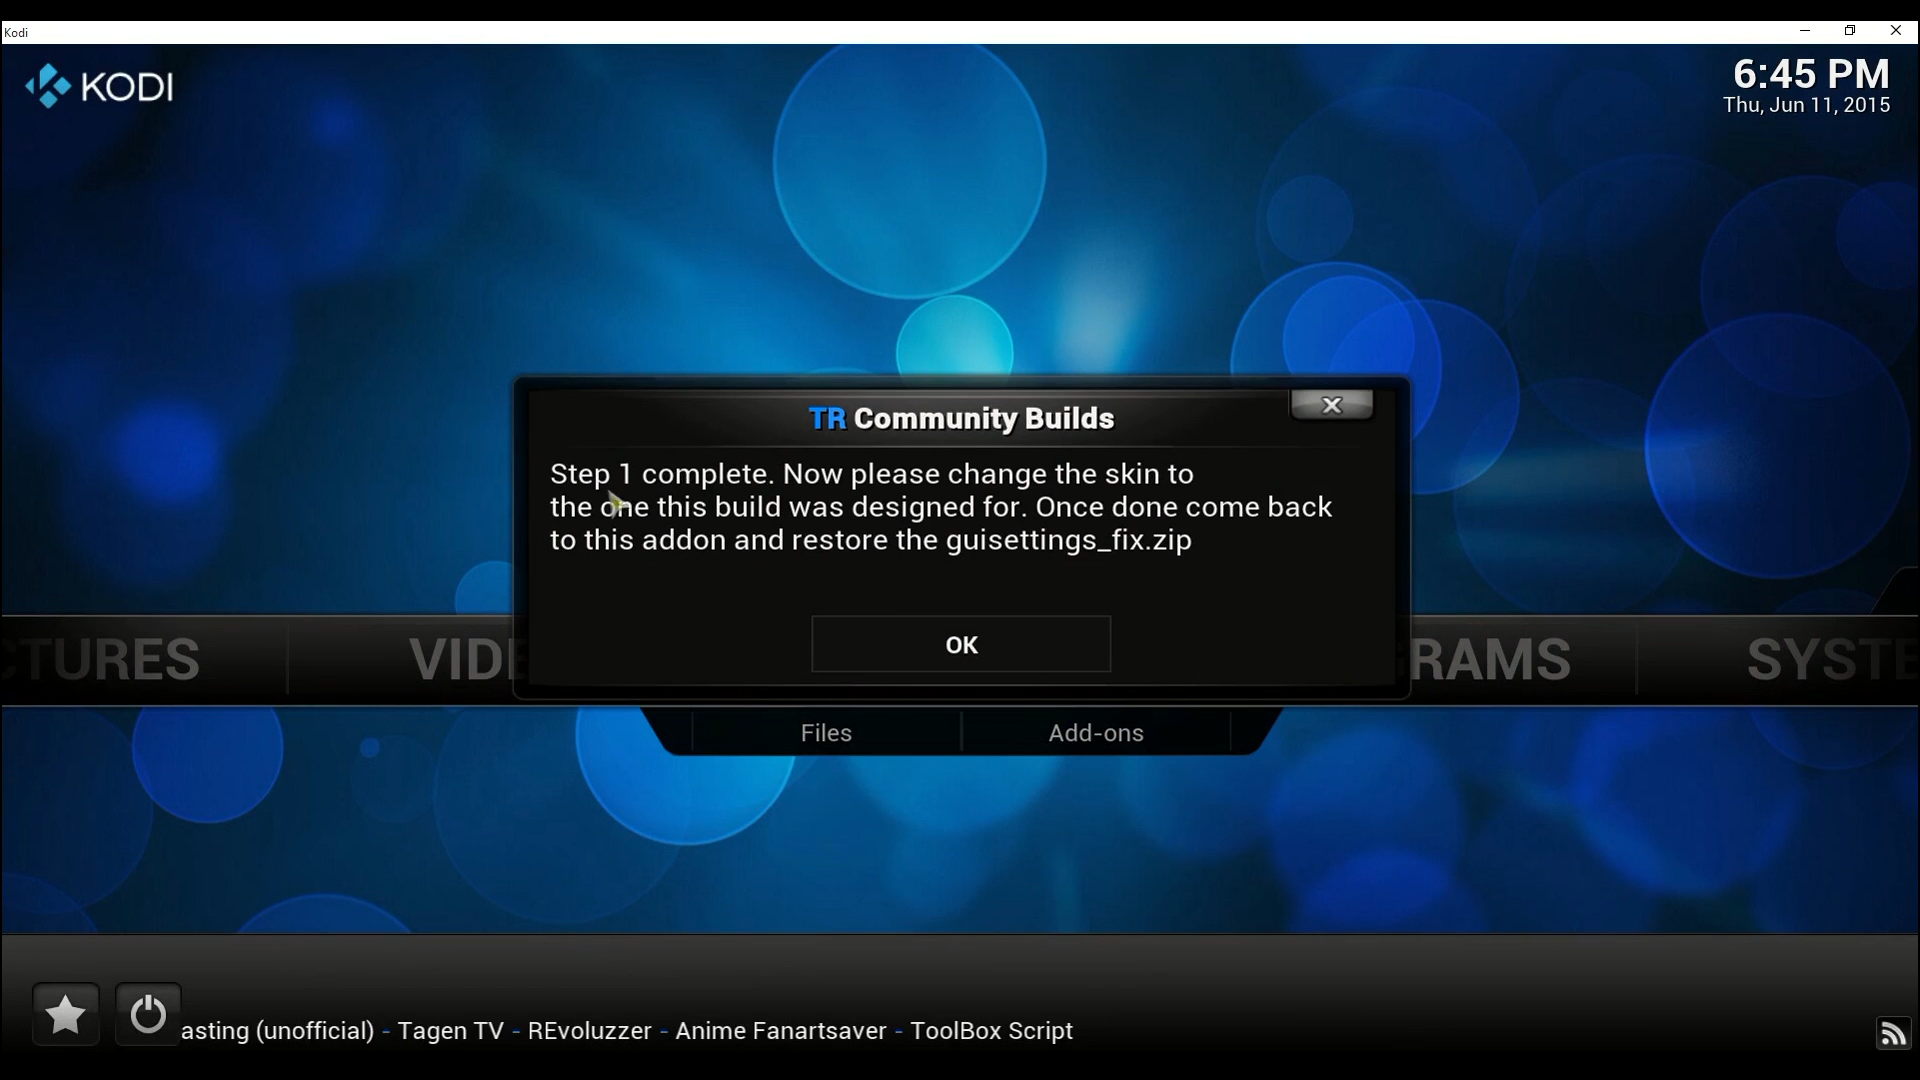 Kodi
KODI
6:45 PM
Thu, Jun 11, 2015
TR Community Builds
Step 1 complete. Now please change the skin to
the one this build was designed for. Once done come back
to this addon and restore the guisettings_fix.zip
OK
CTURES
VIDE
RAMS
SYSTE
Files
Add-ons
asting (unofficial) - Tagen TV - REvoluzzer - Anime Fanartsaver - ToolBox Script